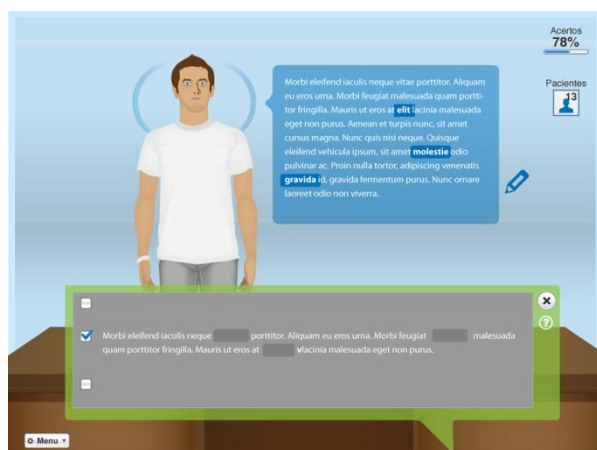 Acertos
78%
Pacientes
13
Morbi eleifend iaculis neque vitae porttitor. Aliquam
eu eros urna. Morbi feugiat malesuada quam portti-
tor fringilla. Mauris ut eros at elit lacinia malesuada
eget non purus. Aenean et turpis nunc, sit amet
cursus magna. Nunc quis nisi neque. Quisque
eleifend vehicula ipsum, sit amet molestie odio
pulvinar ac. Proin nulla tortor, adipiscing venenatis
gravida id, gravida fermentum purus. Nunc ornare
laoreet odio non viverra.
Morbi eleifend iaculis neque porttitor. Aliquam eu eros urna. Morbi feugiat malesuada
quam porttitor fringilla. Mauris ut eros at vlacinia malesuada eget non purus.
?
Menu